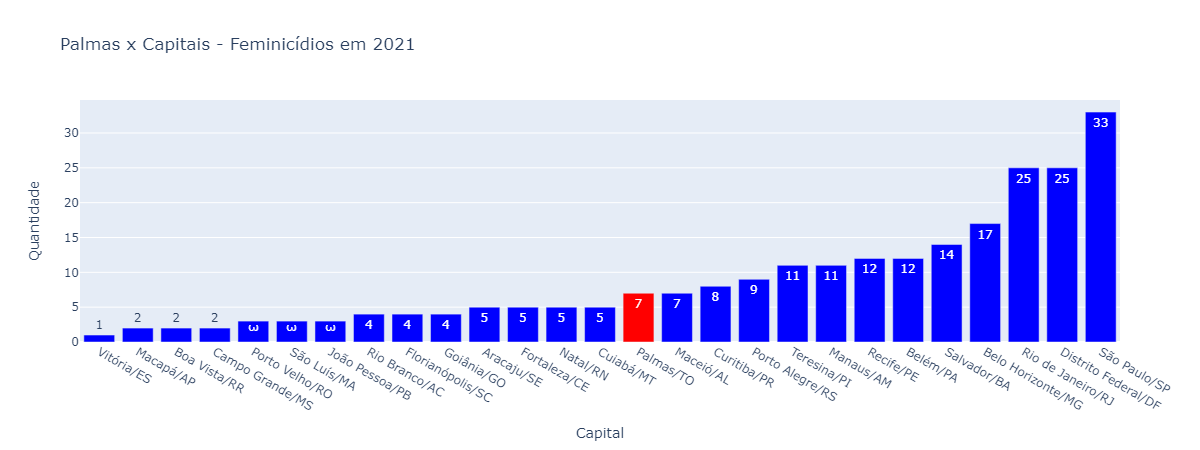 Palmas x Capitais - Feminicídios em 2021
Quantidade
30
25
20
15
10
5
0
1
2
2
2
3
3
3
4
4
4
5
5
5
5
7
7
8
9
11
11
12
12
14
17
25
25
33
Vitória/ES
Macapá/AP
Boa Vista/RR
Campo Grande/MS
Porto Velho/RO
São Luís/MA
João Pessoa/PB
Rio Branco/AC
Florianópolis/SC
Goiânia/GO
Aracaju/SE
Fortaleza/CE
Natal/RN
Cuiabá/MT
Palmas/TO
Maceió/AL
Curitiba/PR
Porto Alegre/RS
Teresina/PI
Manaus/AM
Recife/PE
Belém/PA
Salvador/BA
Belo Horizonte/MG
Rio de Janeiro/RJ
Distrito Federal/DF
São Paulo/SP
Capital